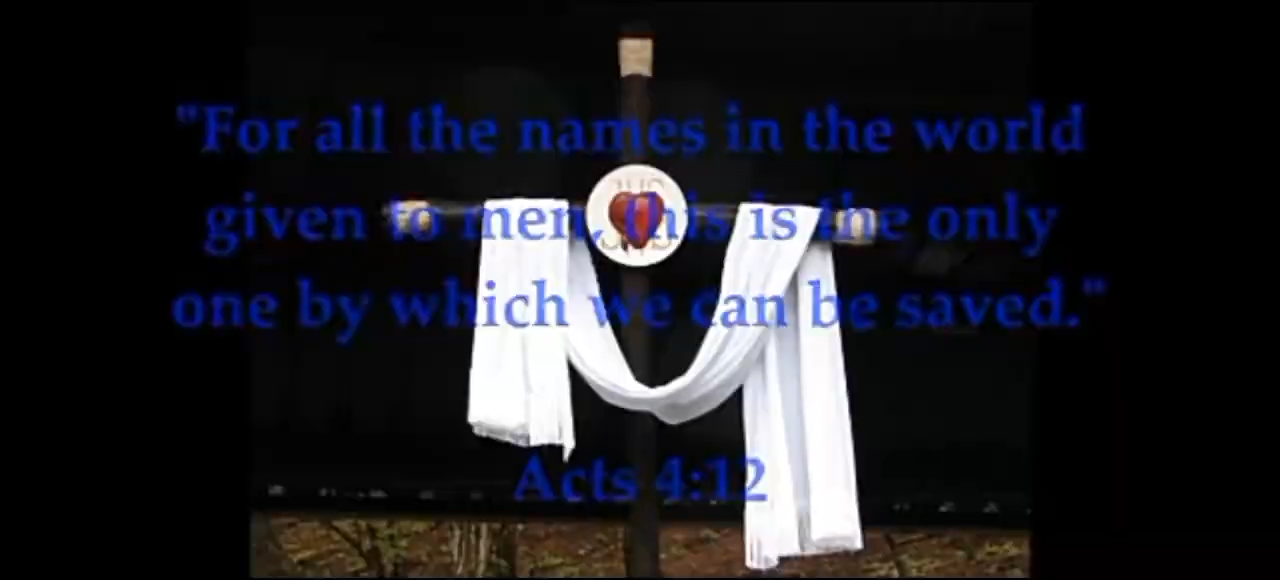 "For all the names in the world
given to men, this is the only
one by which we can be saved."
Acts 4:12